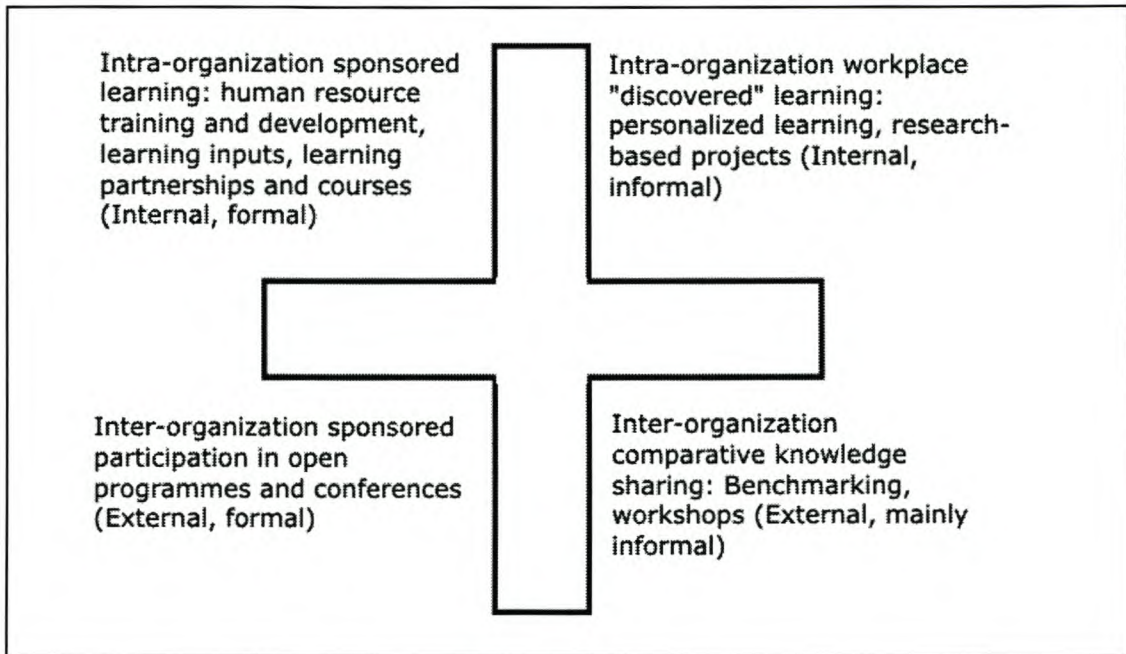 Intra-organization sponsored
learning: human resource
training and development,
learning inputs, learning
partnerships and courses
(Internal, formal)
Intra-organization workplace
"discovered" learning:
personalized learning, research-
based projects (Internal,
informal)
Inter-organization sponsored
participation in open
programmes and conferences
(External, formal)
Inter-organization
comparative knowledge
sharing: Benchmarking,
workshops (External, mainly
informal)